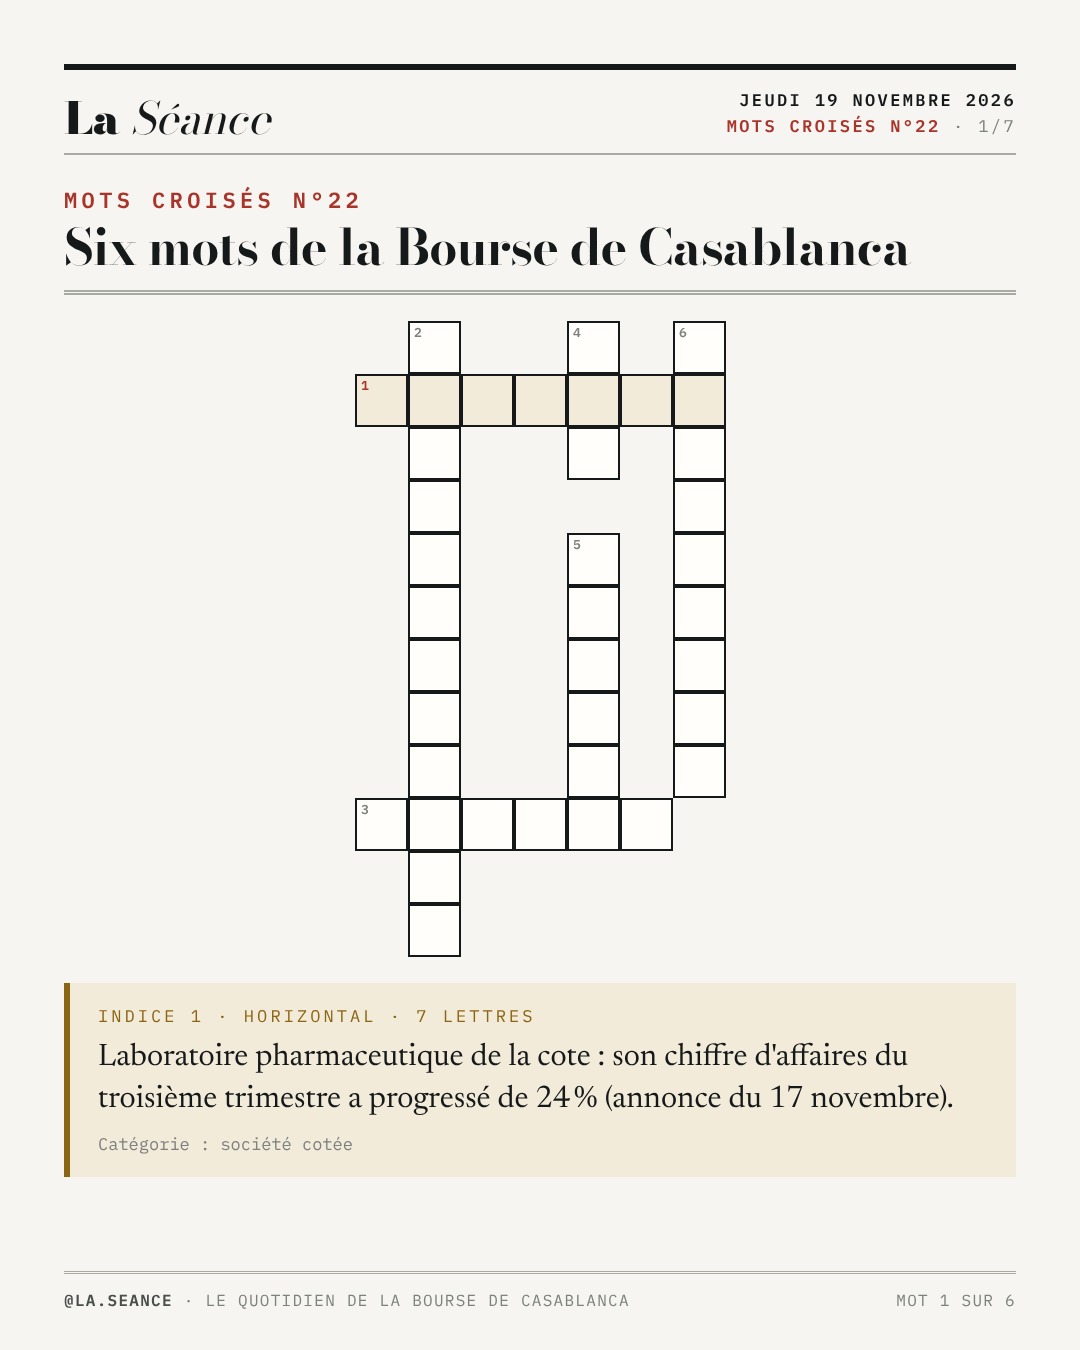 La Séance
JEUDI 19 NOVEMBRE 2026
MOTS CROISÉS N°22 · 1/7
MOTS CROISÉS N°22
Six mots de la Bourse de Casablanca
2
4
6
1
5
3
INDICE 1 · HORIZONTAL · 7 LETTRES
Laboratoire pharmaceutique de la cote : son chiffre d'affaires du
troisième trimestre a progressé de 24 % (annonce du 17 novembre).
Catégorie : société cotée
@LA.SEANCE · LE QUOTIDIEN DE LA BOURSE DE CASABLANCA
MOT 1 SUR 6